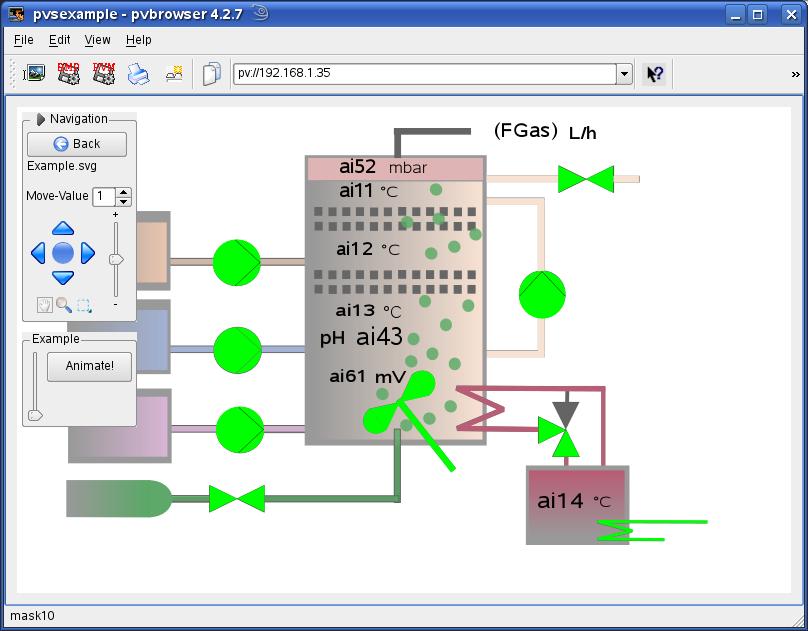 pvsexample - pvbrowser 4.2.7
File Edit View Help
pv://192.168.1.35
»
Navigation
Back
Example.svg
Move-Value 1
+
-
Example
Animate!
(FGas) L/h
ai52 mbar
ai11 °C
ai12 °C
ai13 °C
pH ai43
ai61 mV
ai14 °C
mask10